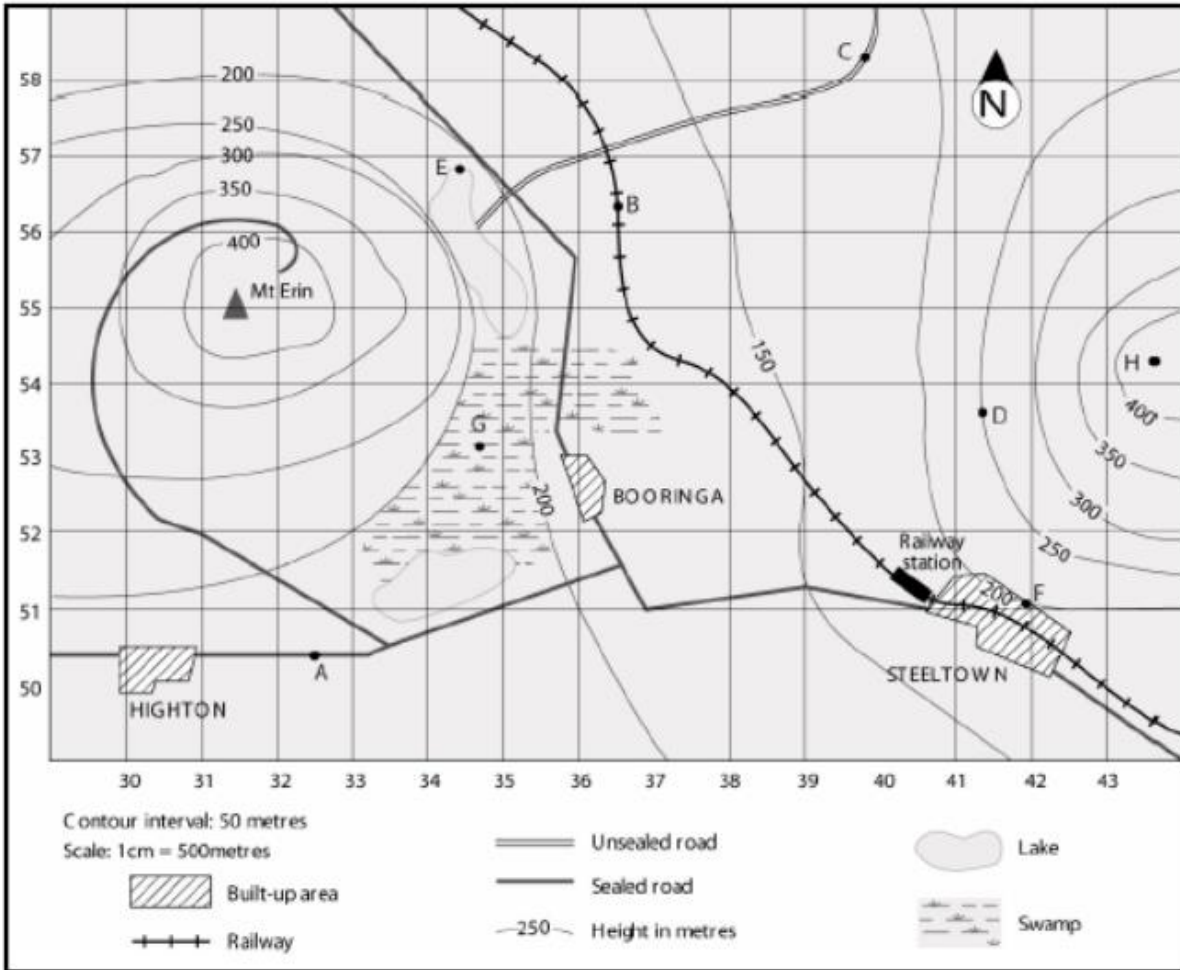 58
57
56
55
54
53
52
51
50
30 31 32 33 34 35 36 37 38 39 40 41 42 43
200
250
300
350
400
Mt Erin
E
C
N
B
150
H
D
400
350
300
250
G
200
BOORINGA
Railway
station
200
F
A
STEELTOWN
HIGHTON
Contour interval: 50 metres
Scale: 1cm = 500metres
Built-up area
Railway
Unsealed road
Sealed road
250 Height in metres
Lake
Swamp